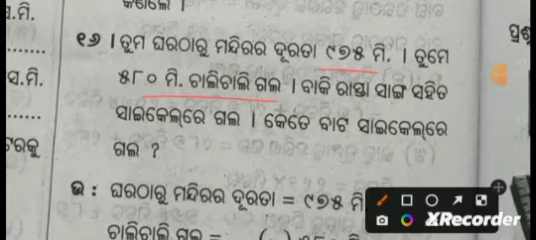 ସ.ମି.
୧୬ । ତୁମ ଘରଠାରୁ ମନ୍ଦିରର ଦୂରତା ୯୭୫ ମି. । ତୁମେ
ସ.ମି.
୫୮୦ ମି. ଚାଲିଚାଲି ଗଲ । ବାକି ରାସ୍ତା ସାଙ୍ଗ ସହିତ
ସାଇକେଲ୍‌ରେ ଗଲ । କେତେ ବାଟ ସାଇକେଲ୍‌ରେ
ଗଲ ?
ଉ : ଘରଠାରୁ ମନ୍ଦିରର ଦୂରତା = ୯୭୫ ମି
ଚାଲିଚାଲି ଗଲ =
XRecorder